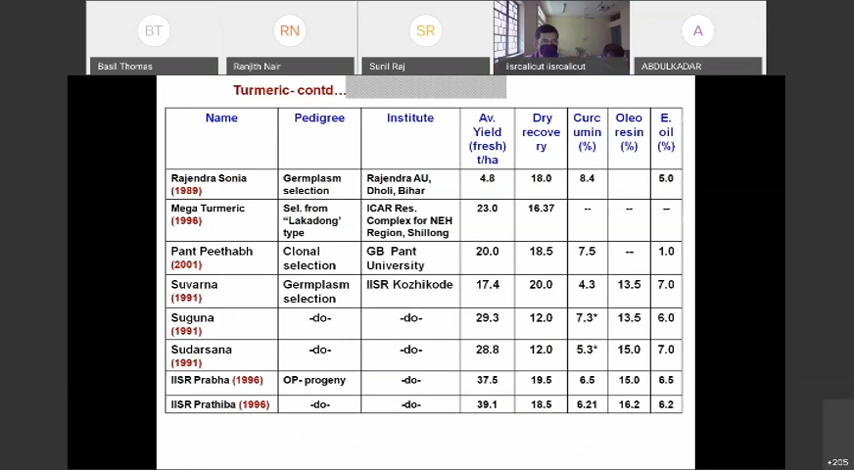 BT
RN
SR
A
Basil Thomas
Ranjith Nair
Sunil Raj
iisrcalicut iisrcalicut
ABDULKADAR
Turmeric- contd…
Name Pedigree Institute Av. Yield (fresh) t/ha Dry recove ry Curc umin (%) Oleo resin (%) E. oil (%)
Rajendra Sonia (1989) Germplasm selection Rajendra AU, Dholi, Bihar 4.8 18.0 8.4 5.0
Mega Turmeric (1996) Sel. from “Lakadong’ type ICAR Res. Complex for NEH Region, Shillong 23.0 16.37 -- -- --
Pant Peethabh (2001) Clonal selection GB Pant University 20.0 18.5 7.5 -- 1.0
Suvarna (1991) Germplasm selection IISR Kozhikode 17.4 20.0 4.3 13.5 7.0
Suguna (1991) -do- -do- 29.3 12.0 7.3* 13.5 6.0
Sudarsana (1991) -do- -do- 28.8 12.0 5.3* 15.0 7.0
IISR Prabha (1996) OP- progeny -do- 37.5 19.5 6.5 15.0 6.5
IISR Prathiba (1996) -do- -do- 39.1 18.5 6.21 16.2 6.2
+205